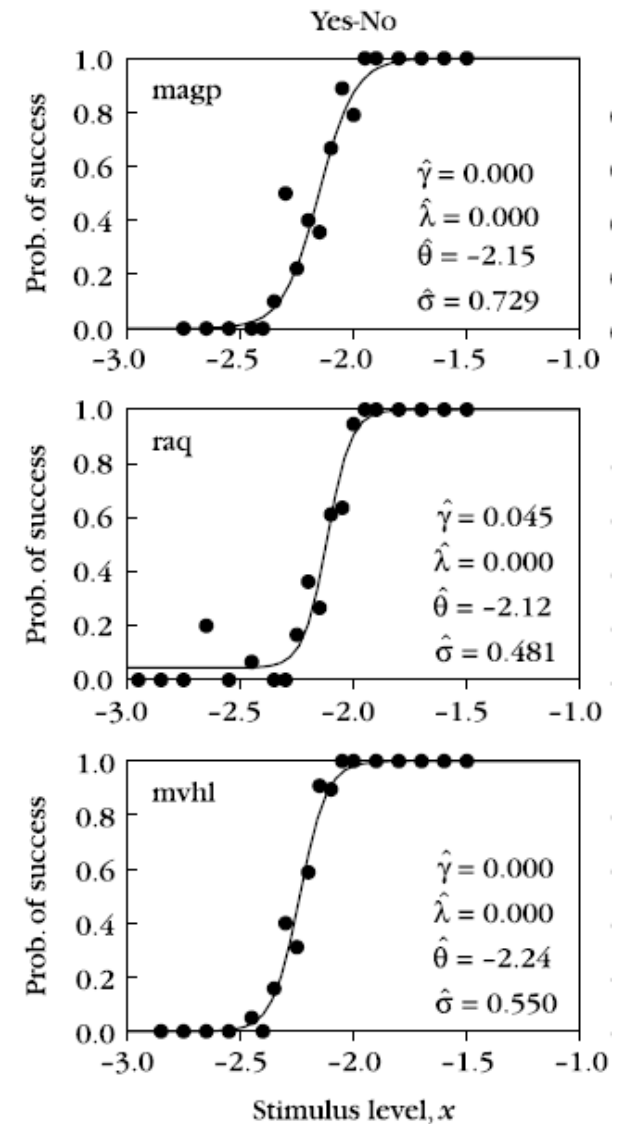 Yes-No
Prob. of success
1.0
0.8
0.6
0.4
0.2
0.0
magp
γ̂ = 0.000
λ̂ = 0.000
θ̂ = −2.15
σ̂ = 0.729
−3.0 −2.5 −2.0 −1.5 −1.0
Prob. of success
1.0
0.8
0.6
0.4
0.2
0.0
raq
γ̂ = 0.045
λ̂ = 0.000
θ̂ = −2.12
σ̂ = 0.481
−3.0 −2.5 −2.0 −1.5 −1.0
Prob. of success
1.0
0.8
0.6
0.4
0.2
0.0
mvhl
γ̂ = 0.000
λ̂ = 0.000
θ̂ = −2.24
σ̂ = 0.550
−3.0 −2.5 −2.0 −1.5 −1.0
Stimulus level, x